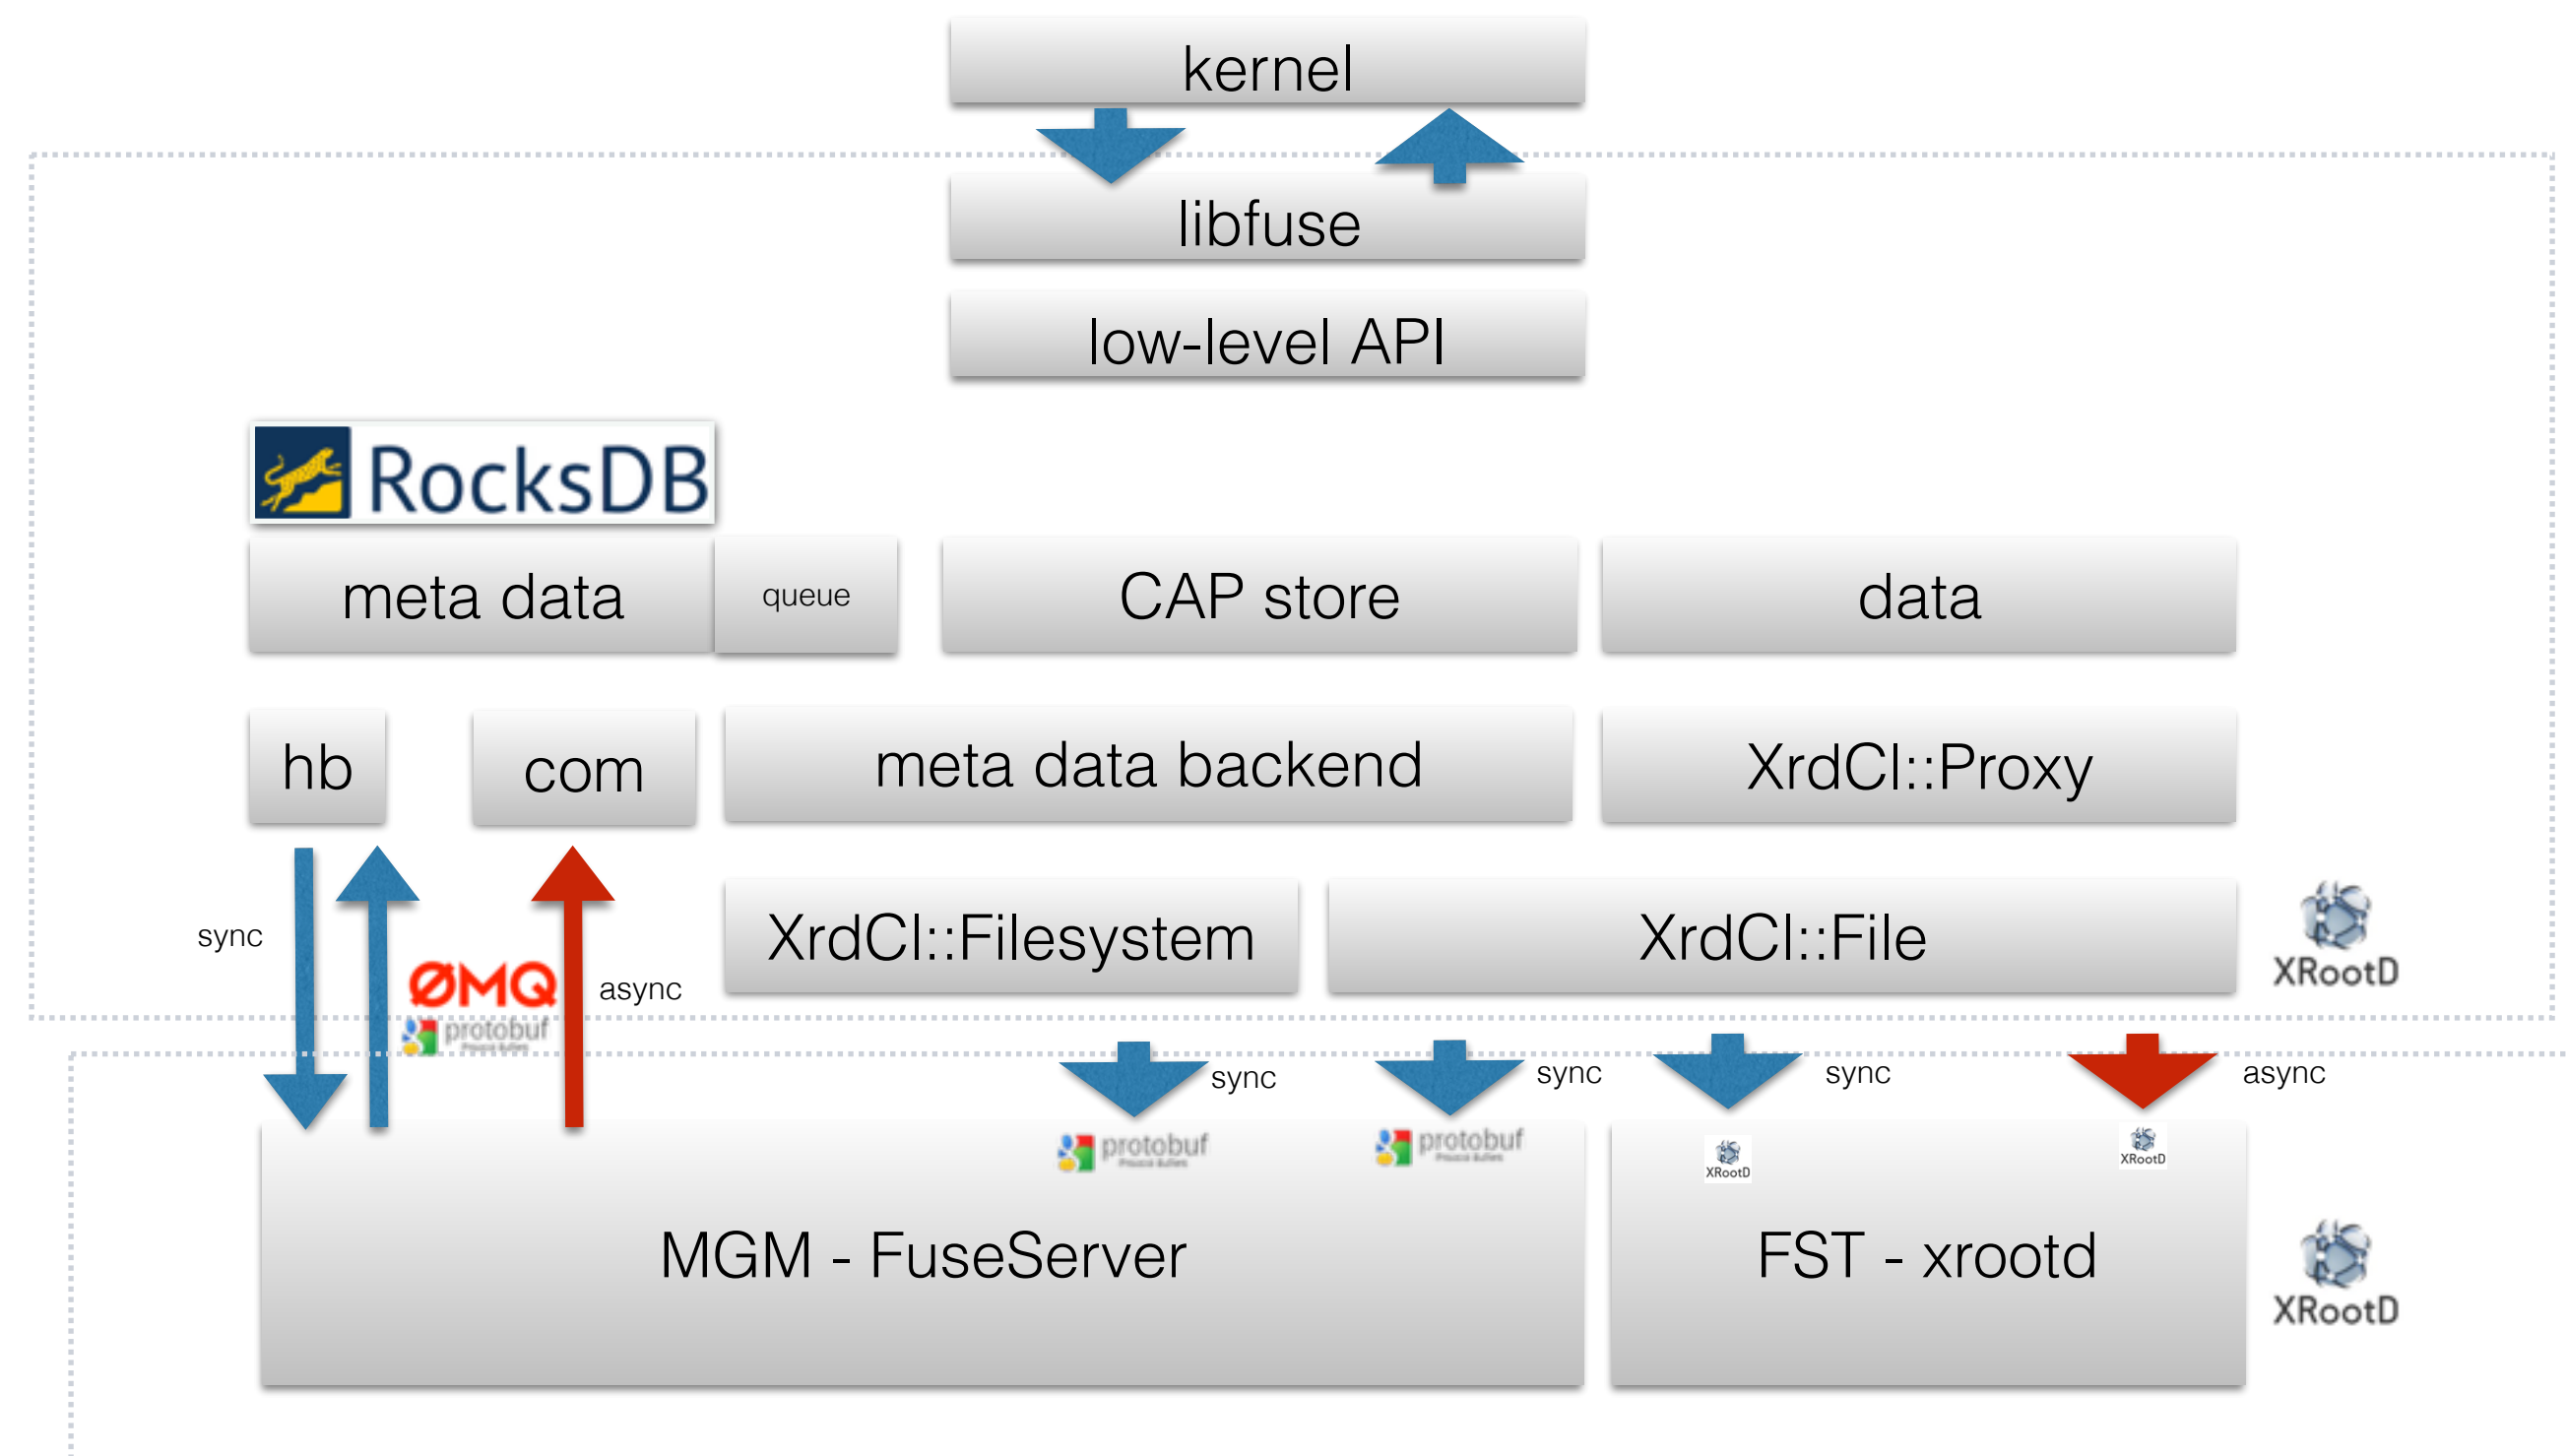 kernel
libfuse
low-level API
RocksDB
meta data
queue
CAP store
data
hb
com
meta data backend
XrdCl::Proxy
sync
ØMQ
protobuf
async
XrdCl::Filesystem
XrdCl::File
XRootD
sync
sync
sync
async
protobuf
protobuf
XRootD
XRootD
MGM - FuseServer
FST - xrootd
XRootD